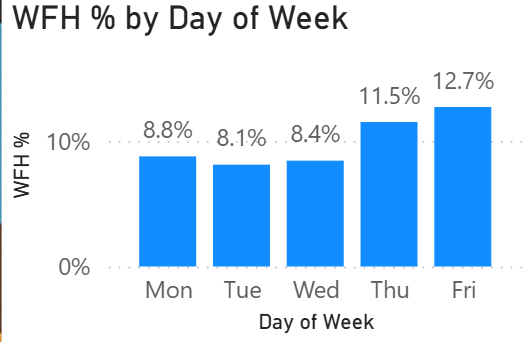 WFH % by Day of Week
12.7%
11.5%
8.8%
8.1%
8.4%
10%
WFH %
0%
Mon Tue Wed Thu Fri
Day of Week